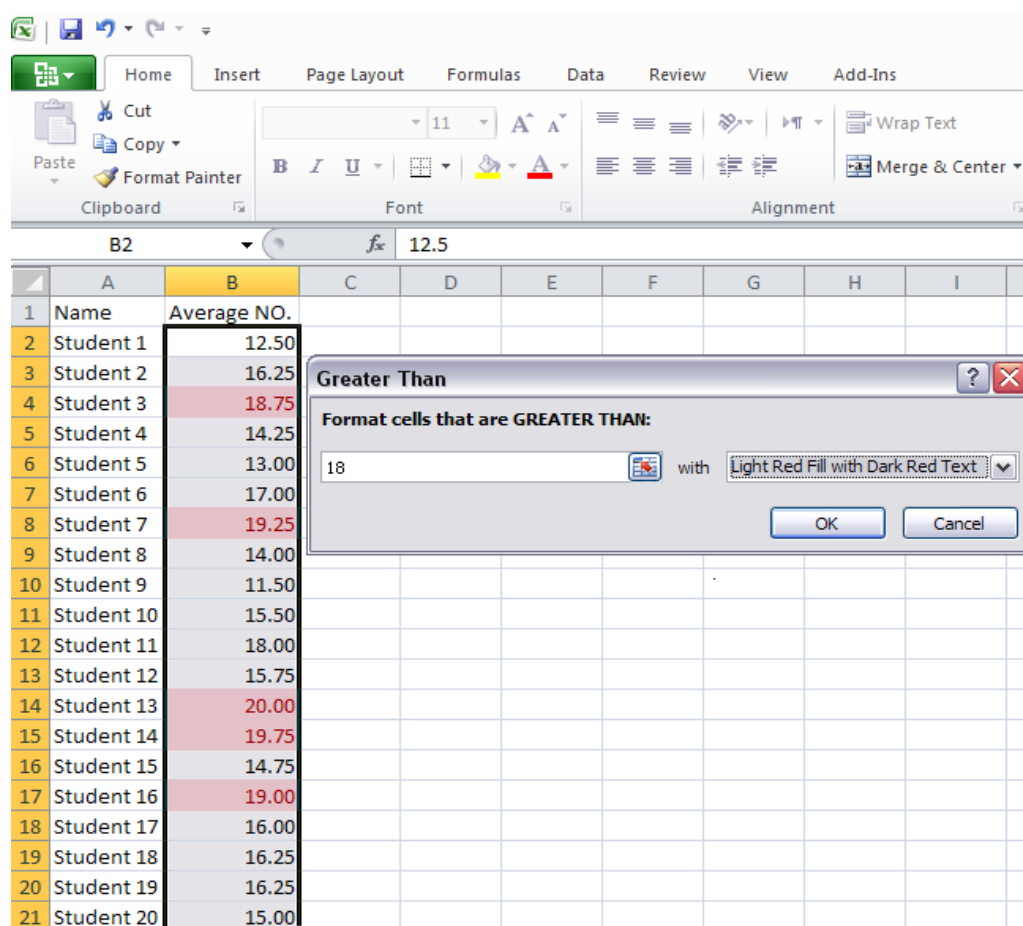 Home Insert Page Layout Formulas Data Review View Add-Ins
Cut
Copy
Paste
Format Painter
11 A A
Wrap Text
B I U A
Merge & Center
Clipboard Font Alignment
B2 fx 12.5
A B C D E F G H I
1 Name Average NO.
2 Student 1 12.50
3 Student 2 16.25
4 Student 3 18.75
5 Student 4 14.25
6 Student 5 13.00
7 Student 6 17.00
8 Student 7 19.25
9 Student 8 14.00
10 Student 9 11.50
11 Student 10 15.50
12 Student 11 18.00
13 Student 12 15.75
14 Student 13 20.00
15 Student 14 19.75
16 Student 15 14.75
17 Student 16 19.00
18 Student 17 16.00
19 Student 18 16.25
20 Student 19 16.25
21 Student 20 15.00
Greater Than ?
Format cells that are GREATER THAN:
18 with Light Red Fill with Dark Red Text
OK Cancel